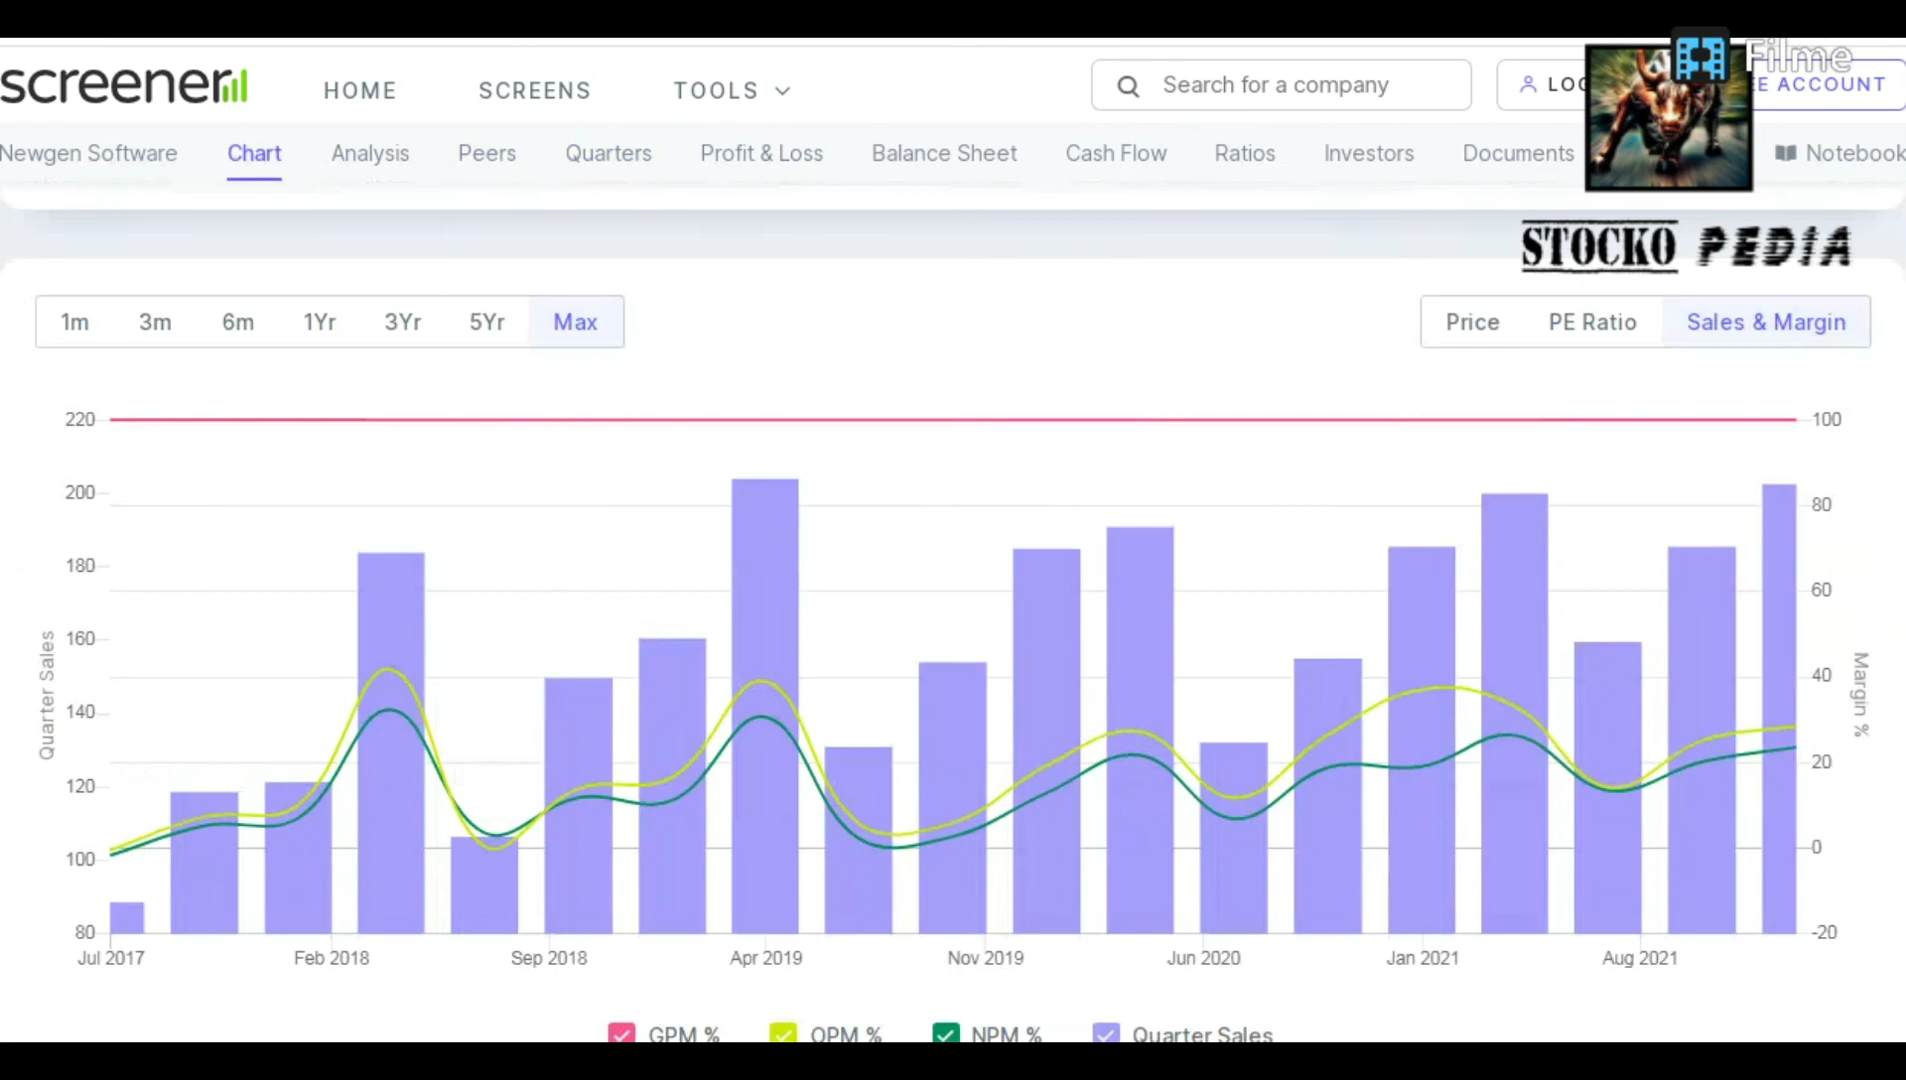 Filme
screener
HOME SCREENS TOOLS
Search for a company
E ACCOUNT
Newgen Software Chart Analysis Peers Quarters Profit & Loss Balance Sheet Cash Flow Ratios Investors Documents Notebook
STOCKO PEDIA
1m 3m 6m 1Yr 3Yr 5Yr Max
Price PE Ratio Sales & Margin
220 100
200
80
180
60
160
40
140
20
120
100 0
80 -20
Quarter Sales
Margin %
Jul 2017 Feb 2018 Sep 2018 Apr 2019 Nov 2019 Jun 2020 Jan 2021 Aug 2021
GPM % OPM % NPM % Quarter Sales